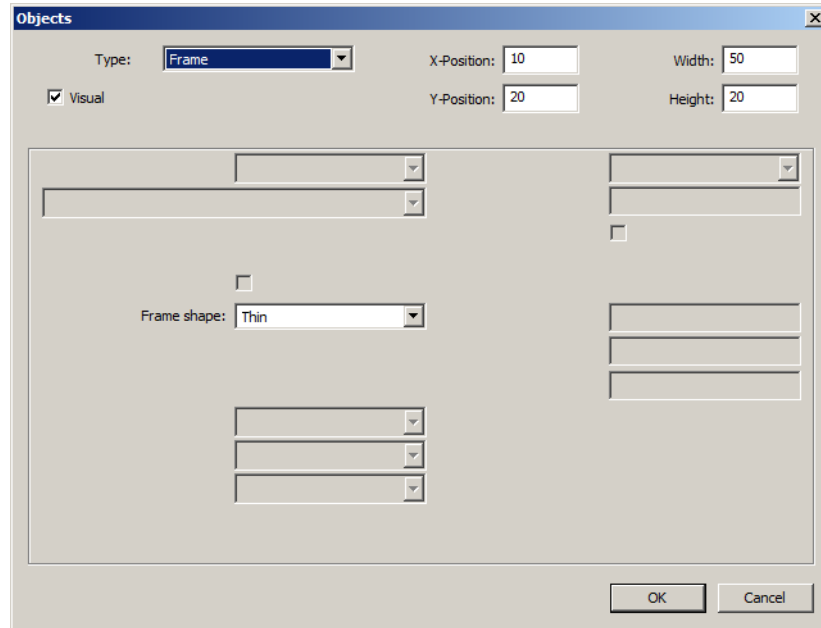 Objects
Type: Frame X-Position: 10 Width: 50
Visual Y-Position: 20 Height: 20
Frame shape: Thin
OK Cancel